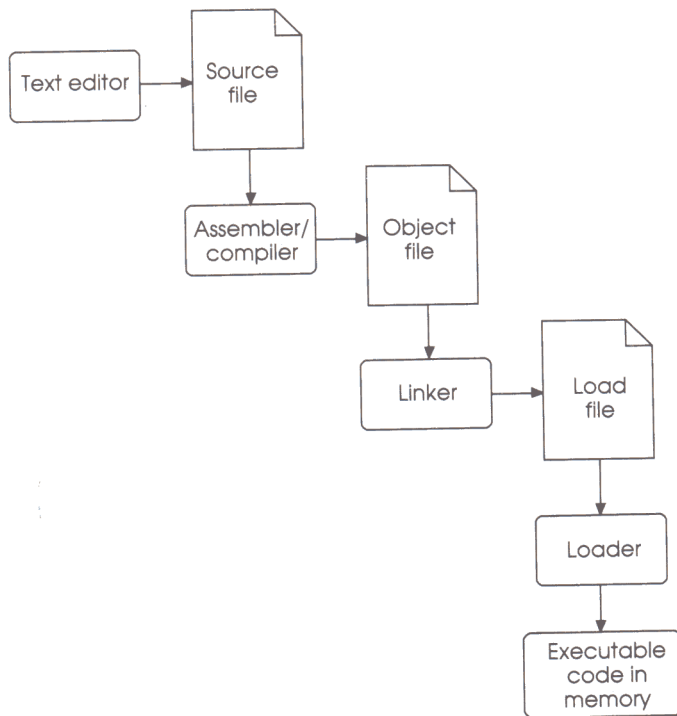 Text editor
Source
file
Assembler/
compiler
Object
file
Linker
Load
file
Loader
Executable
code in
memory